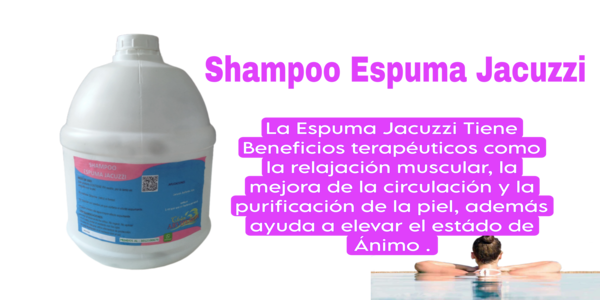 Shampoo Espuma Jacuzzi
La Espuma Jacuzzi Tiene
Beneficios terapéuticos como
la relajación muscular, la
mejora de la circulación y la
purificación de la piel, además
ayuda a elevar el estádo de
Ánimo .